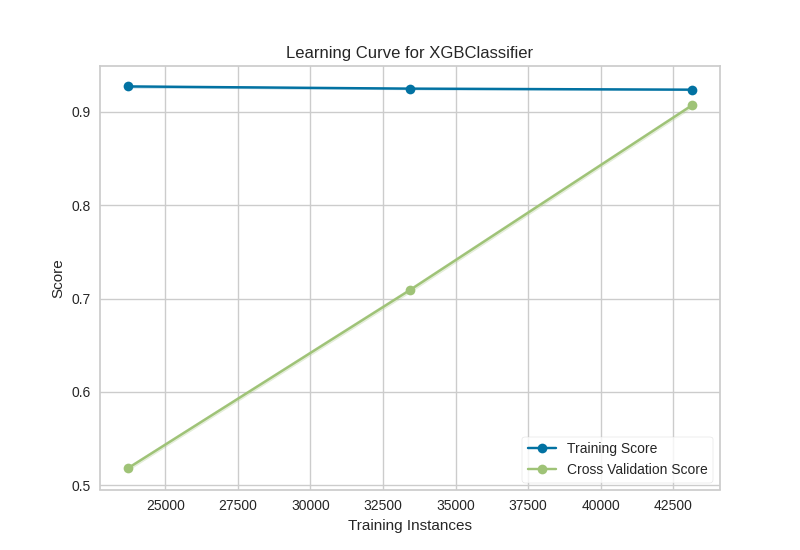 Learning Curve for XGBClassifier
Score
0.9
0.8
0.7
0.6
0.5
Training Score
Cross Validation Score
25000 27500 30000 32500 35000 37500 40000 42500
Training Instances